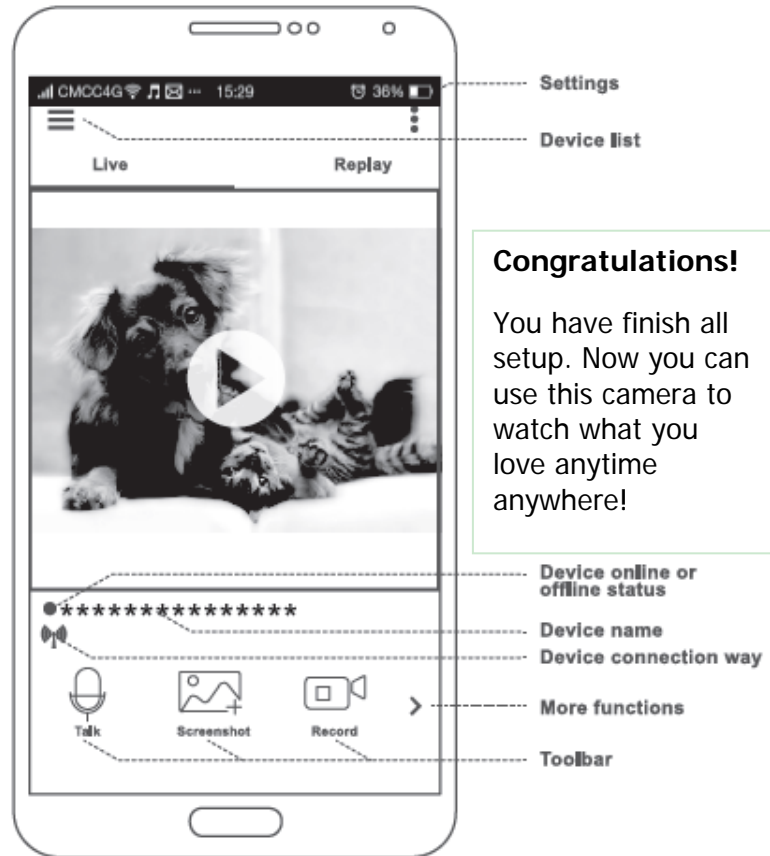 CMCC4G ... 15:29 36%
Settings
Device list
Live Replay
Congratulations!
You have finish all
setup. Now you can
use this camera to
watch what you
love anytime
anywhere!
Device online or
offline status
***************
Device name
Device connection way
Talk Screenshot Record
More functions
Toolbar